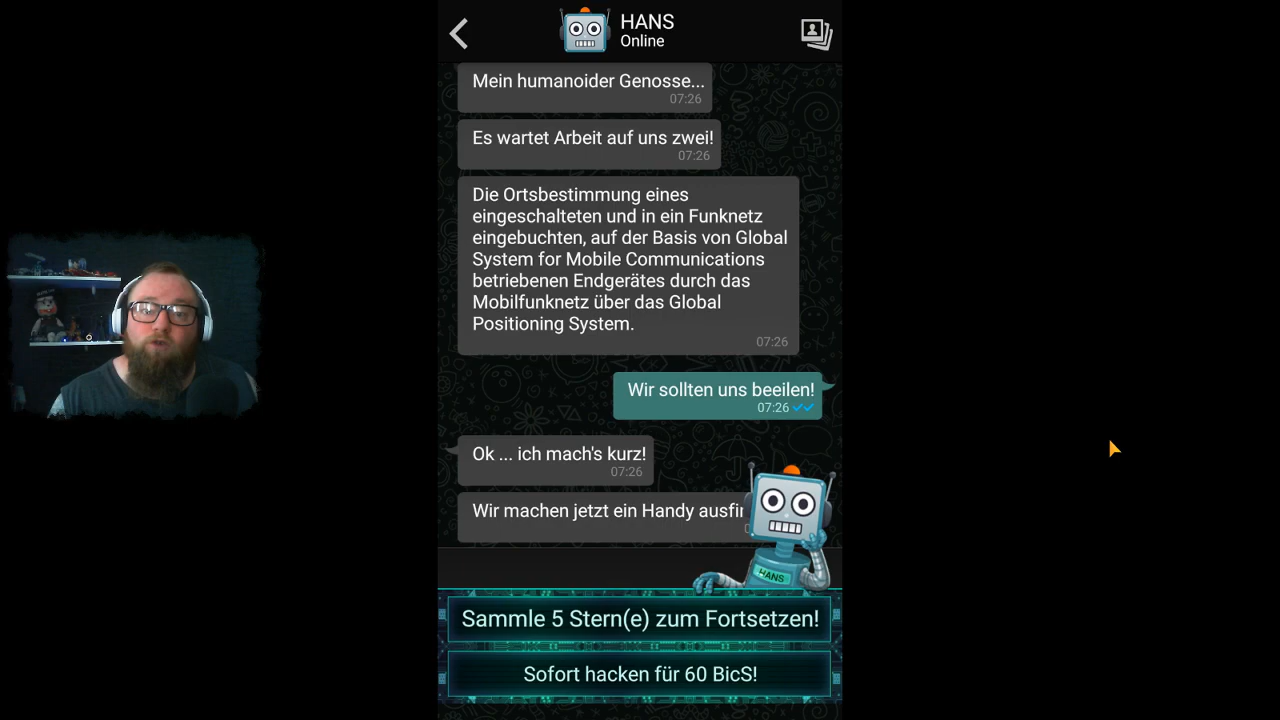 HANS
Online
Mein humanoider Genosse...
07:26
Es wartet Arbeit auf uns zwei!
07:26
Die Ortsbestimmung eines
eingeschalteten und in ein Funknetz
eingebuchten, auf der Basis von Global
System for Mobile Communications
betriebenen Endgerätes durch das
Mobilfunknetz über das Global
Positioning System.
07:26
Wir sollten uns beeilen!
07:26
Ok ... ich mach's kurz!
07:26
Wir machen jetzt ein Handy
HANS
Sammle 5 Stern(e) zum Fortsetzen!
Sofort hacken für 60 BicS!